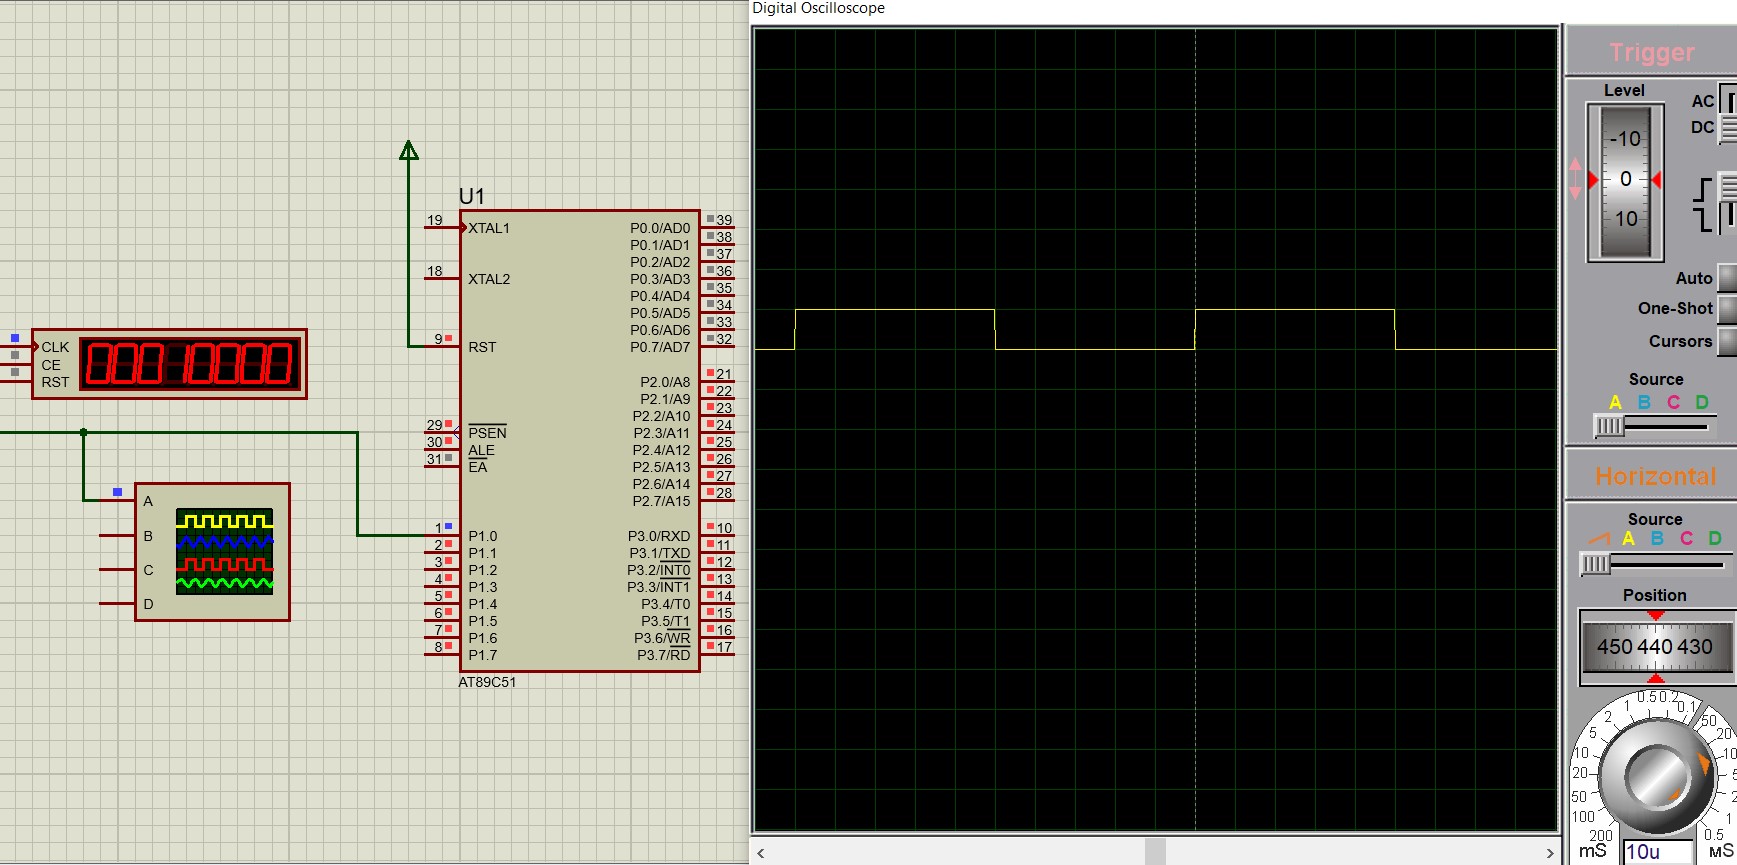 Digital Oscilloscope
U1
19 XTAL1
18 XTAL2
9 RST
29 PSEN
30 ALE
31 EA
1 P1.0
2 P1.1
3 P1.2
4 P1.3
5 P1.4
6 P1.5
7 P1.6
8 P1.7
P0.0/AD0 39
P0.1/AD1 38
P0.2/AD2 37
P0.3/AD3 36
P0.4/AD4 35
P0.5/AD5 34
P0.6/AD6 33
P0.7/AD7 32
P2.0/A8 21
P2.1/A9 22
P2.2/A10 23
P2.3/A11 24
P2.4/A12 25
P2.5/A13 26
P2.6/A14 27
P2.7/A15 28
P3.0/RXD 10
P3.1/TXD 11
P3.2/INT0 12
P3.3/INT1 13
P3.4/T0 14
P3.5/T1 15
P3.6/WR 16
P3.7/RD 17
AT89C51
CLK
CE
RST
000 10000
A
B
C
D
Trigger
Level
-10
0
10
AC
DC
Auto
One-Shot
Cursors
Source
A B C D
Horizontal
Source
A B C D
Position
450 440 430
200
100
50
20
10
5
2
1
0.5
0.2
0.1
50
20
10
5
2
1
0.5
mS
10u